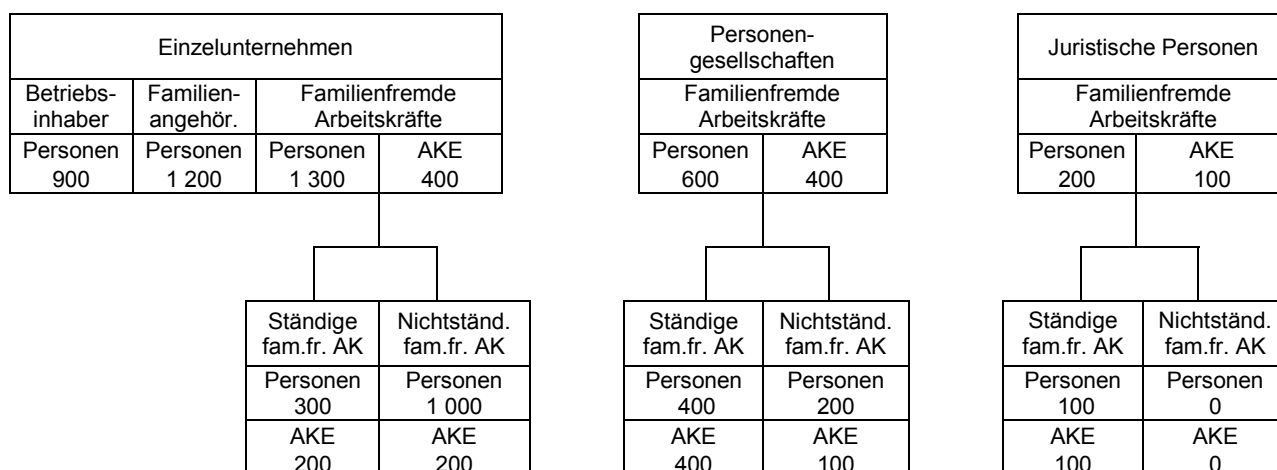 Einzelunternehmen
Betriebs-
inhaber
Familien-
angehör.
Familienfremde
Arbeitskräfte
Personen
900
Personen
1 200
Personen
1 300
AKE
400
Ständige
fam.fr. AK
Nichtständ.
fam.fr. AK
Personen
300
Personen
1 000
AKE
200
AKE
200
Personen-
gesellschaften
Familienfremde
Arbeitskräfte
Personen
600
AKE
400
Ständige
fam.fr. AK
Nichtständ.
fam.fr. AK
Personen
400
Personen
200
AKE
400
AKE
100
Juristische Personen
Familienfremde
Arbeitskräfte
Personen
200
AKE
100
Ständige
fam.fr. AK
Nichtständ.
fam.fr. AK
Personen
100
Personen
0
AKE
100
AKE
0